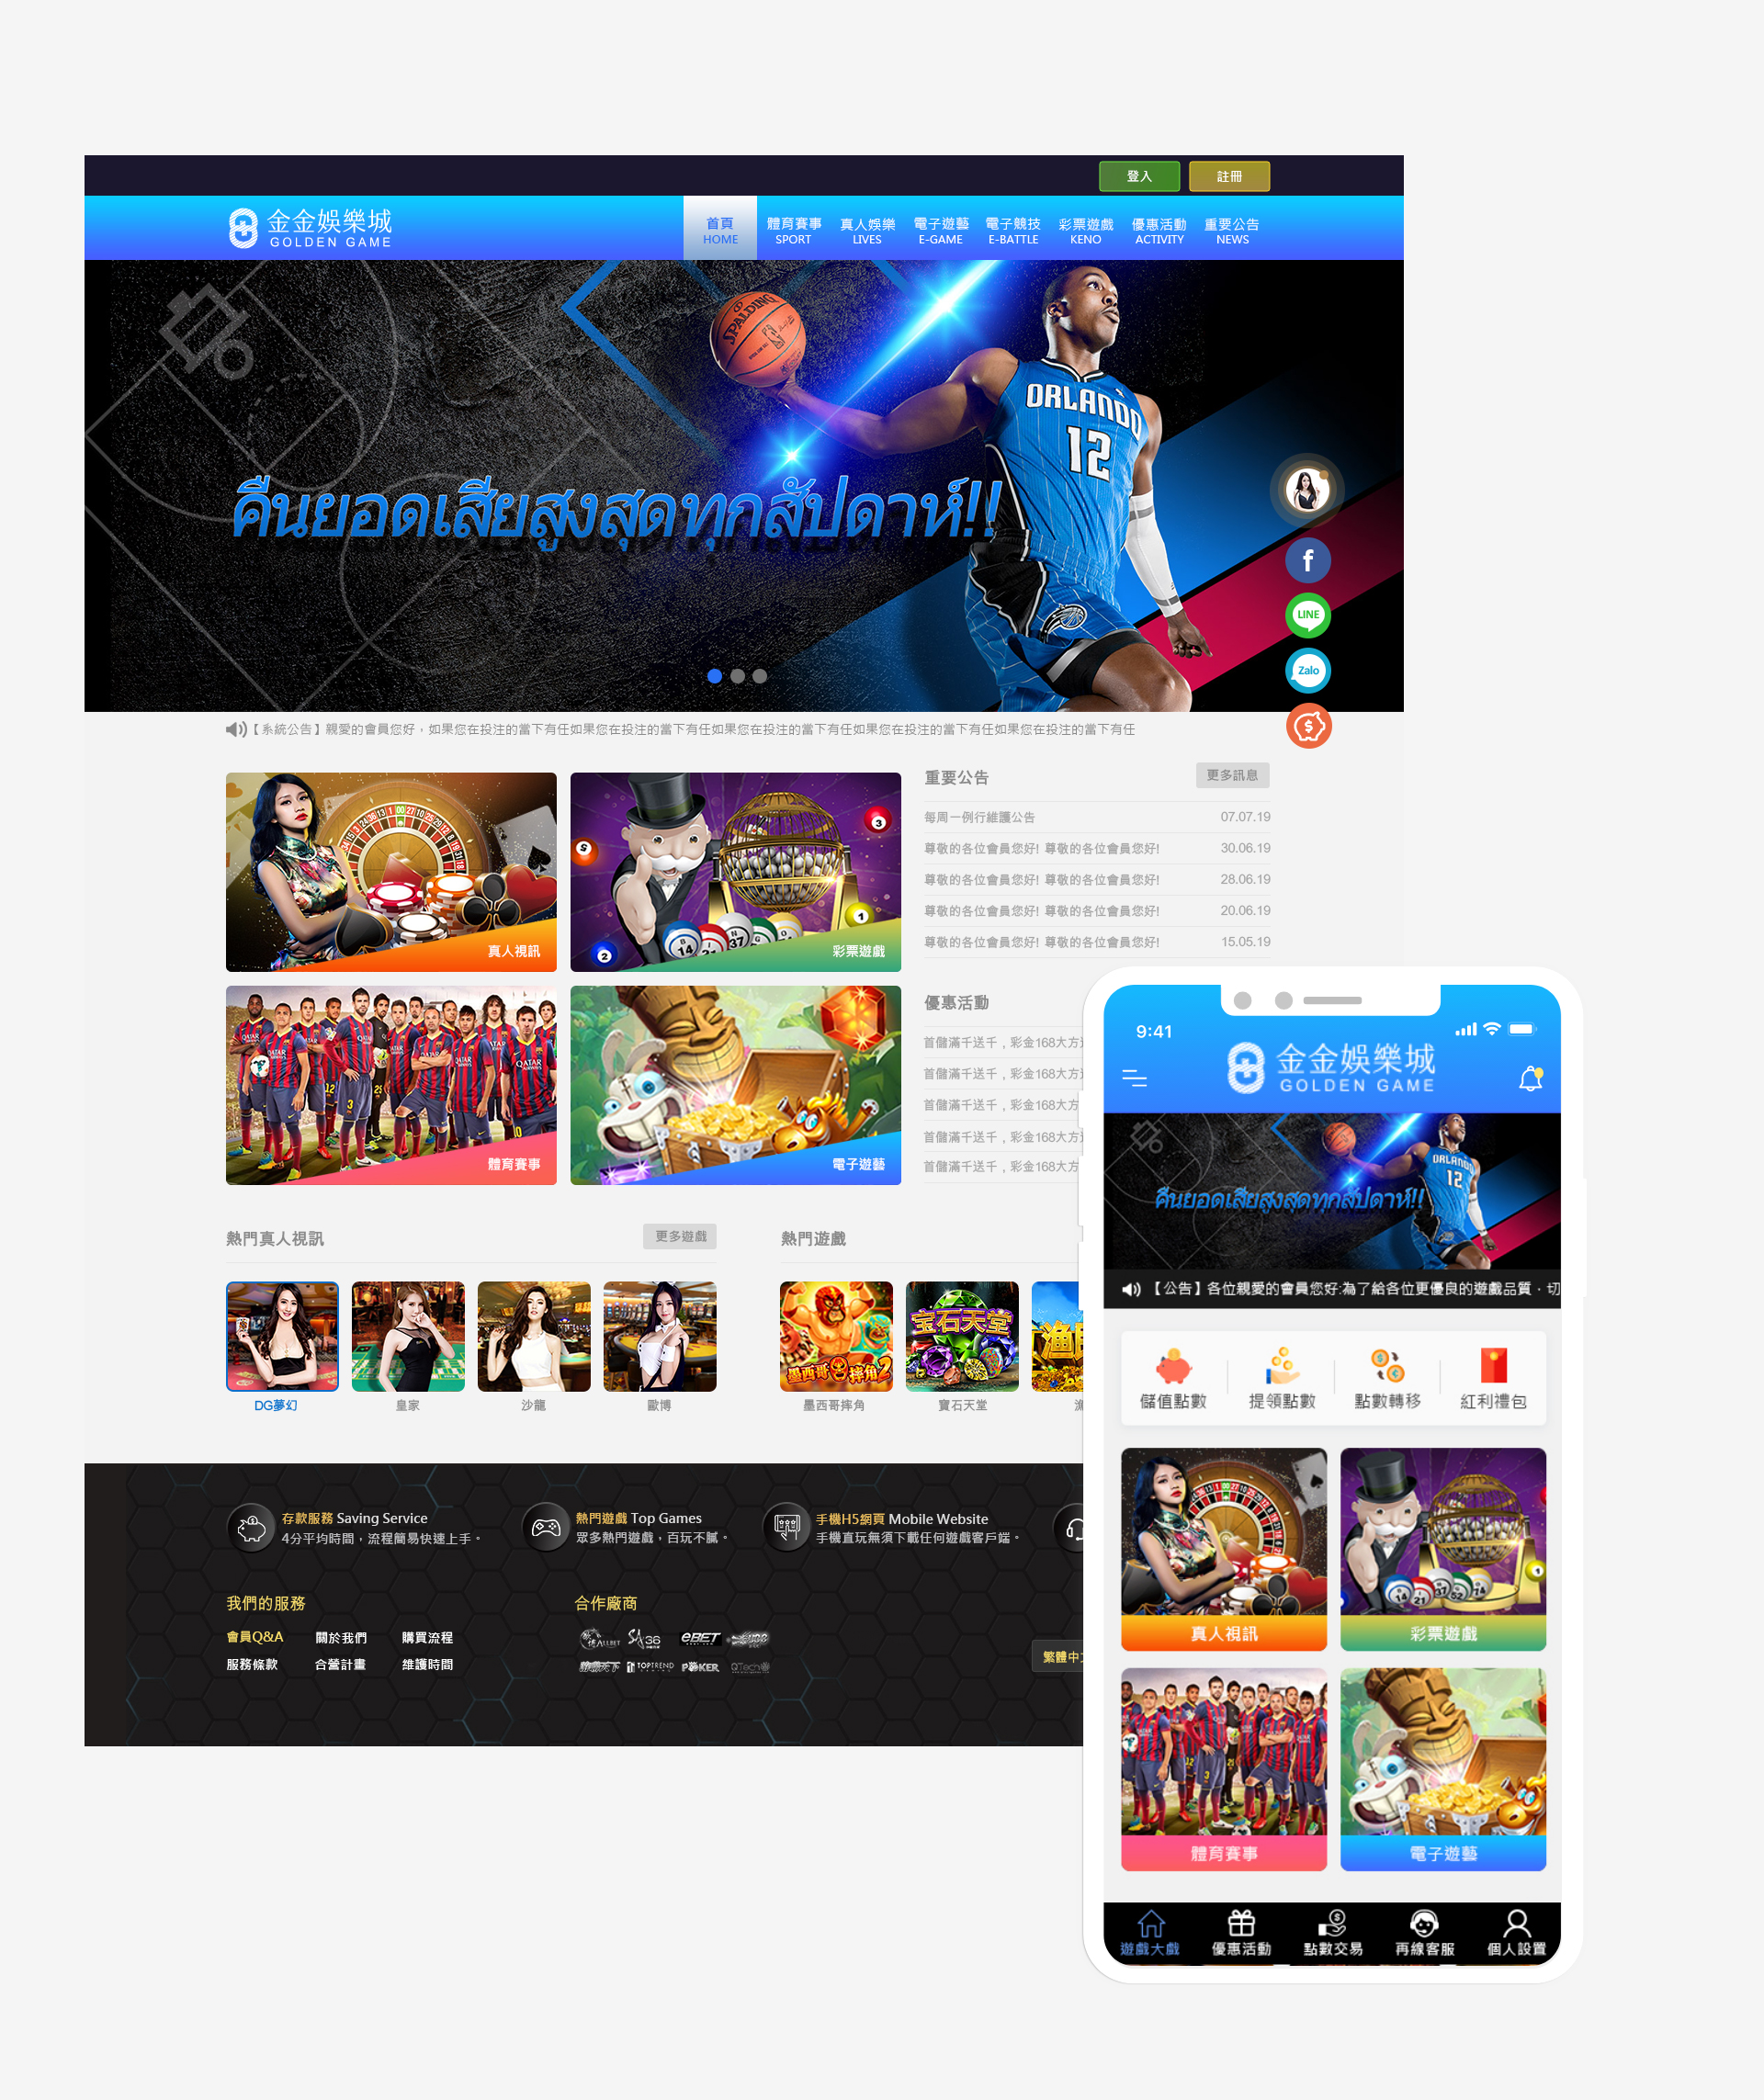 登入 註冊
金金娛樂城
GOLDEN GAME
首頁 體育賽事 真人娛樂 電子遊藝 電子競技 彩票遊戲 優惠活動 重要公告
HOME SPORT LIVES E-GAME E-BATTLE KENO ACTIVITY NEWS
SPALDING
ORLANDO
12
คืนยอดเสียสูงสุดทุกสัปดาห์!!
f
LINE
Zalo
【系統公告】親愛的會員您好，如果您在投注的當下有任如果您在投注的當下有任如果您在投注的當下有任如果您在投注的當下有任如果您在投注的當下有任
真人視訊
彩票遊戲
體育賽事
電子遊藝
重要公告 更多訊息
每周一例行維護公告 07.07.19
尊敬的各位會員您好! 尊敬的各位會員您好! 30.06.19
尊敬的各位會員您好! 尊敬的各位會員您好! 28.06.19
尊敬的各位會員您好! 尊敬的各位會員您好! 20.06.19
尊敬的各位會員您好! 尊敬的各位會員您好! 15.05.19
優惠活動
首儲滿千送千，彩金168大方
首儲滿千送千，彩金168大方
首儲滿千送千，彩金168大方
首儲滿千送千，彩金168大方
首儲滿千送千，彩金168大方
熱門真人視訊 更多遊戲
DG夢幻 皇家 沙龍 歐博
熱門遊戲
墨西哥摔角2
宝石天堂
墨西哥摔角 寶石天堂
存款服務 Saving Service
4分平均時間，流程簡易快速上手。
熱門遊戲 Top Games
眾多熱門遊戲，百玩不膩。
手機H5網頁 Mobile Website
手機直玩無須下載任何遊戲客戶端。
我們的服務
會員Q&A 關於我們 購買流程
服務條款 合營計畫 維護時間
合作廠商
ALLBET SA36 eBET
TOPTREND POKER QTech
繁體中
9:41
金金娛樂城
GOLDEN GAME
ORLANDO
12
คืนยอดเสียสูงสุดทุกสัปดาห์!!
【公告】各位親愛的會員您好:為了給各位更優良的遊戲品質．切
儲值點數 提領點數 點數轉移 紅利禮包
真人視訊 彩票遊戲
體育賽事 電子遊藝
遊戲大戲 優惠活動 點數交易 再線客服 個人設置